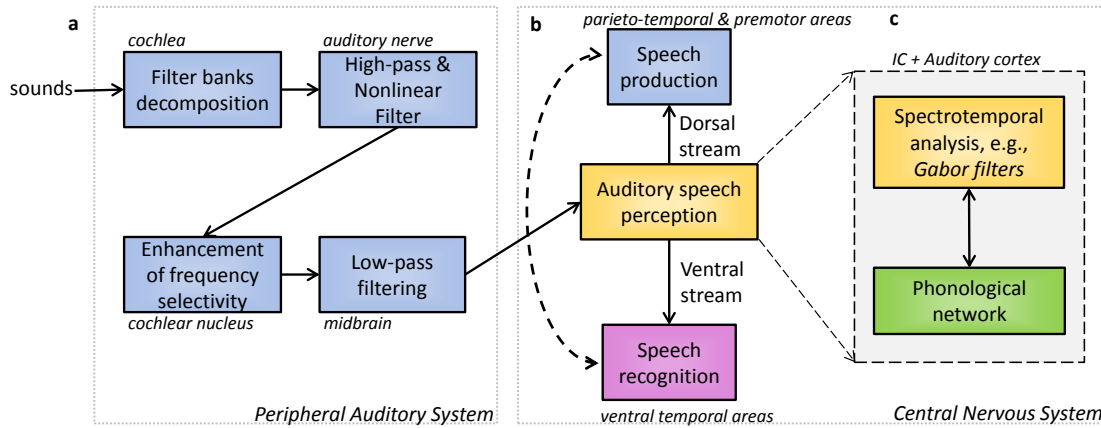 a
cochlea
auditory nerve
sounds
Filter banks
decomposition
High-pass &
Nonlinear
Filter
Enhancement
of frequency
selectivity
cochlear nucleus
Low-pass
filtering
midbrain
Peripheral Auditory System
b
parieto-temporal & premotor areas
Speech
production
Dorsal
stream
Auditory speech
perception
Ventral
stream
Speech
recognition
ventral temporal areas
c
IC + Auditory cortex
Spectrotemporal
analysis, e.g.,
Gabor filters
Phonological
network
Central Nervous System